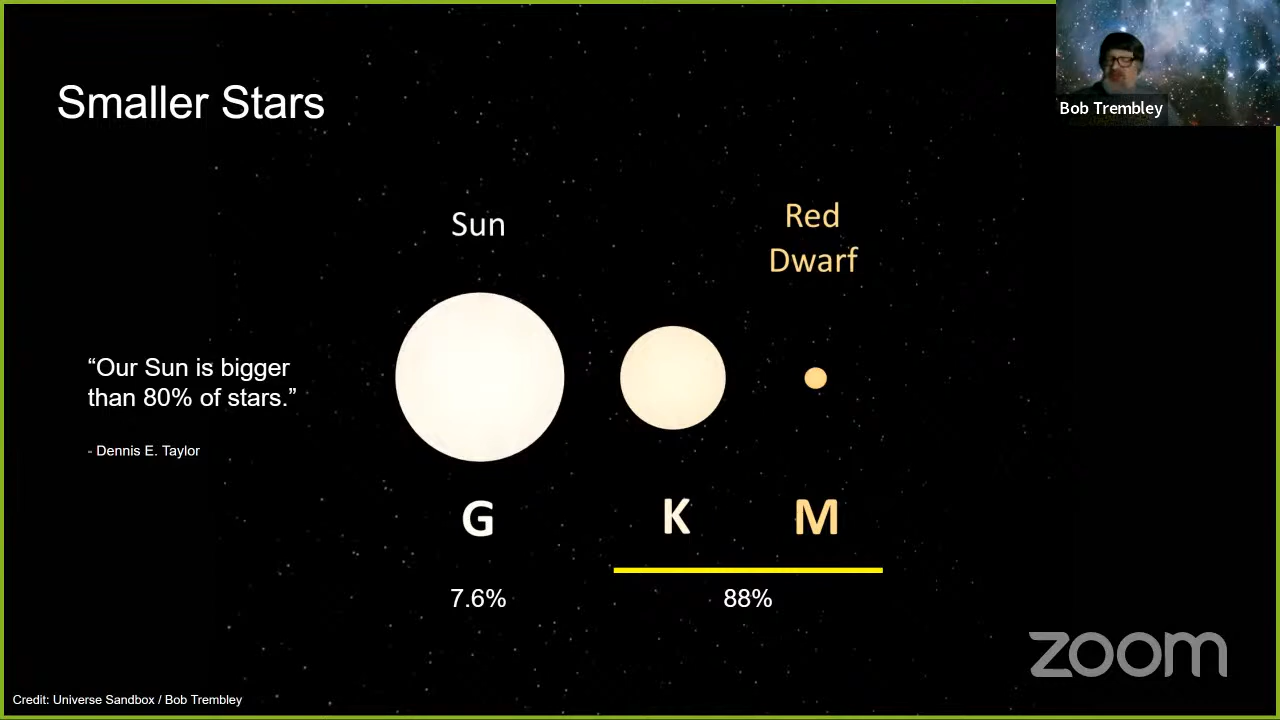 Bob Trembley
Smaller Stars
Sun
Red
Dwarf
“Our Sun is bigger
than 80% of stars.”
- Dennis E. Taylor
G
K
M
7.6%
88%
zoom
Credit: Universe Sandbox / Bob Trembley